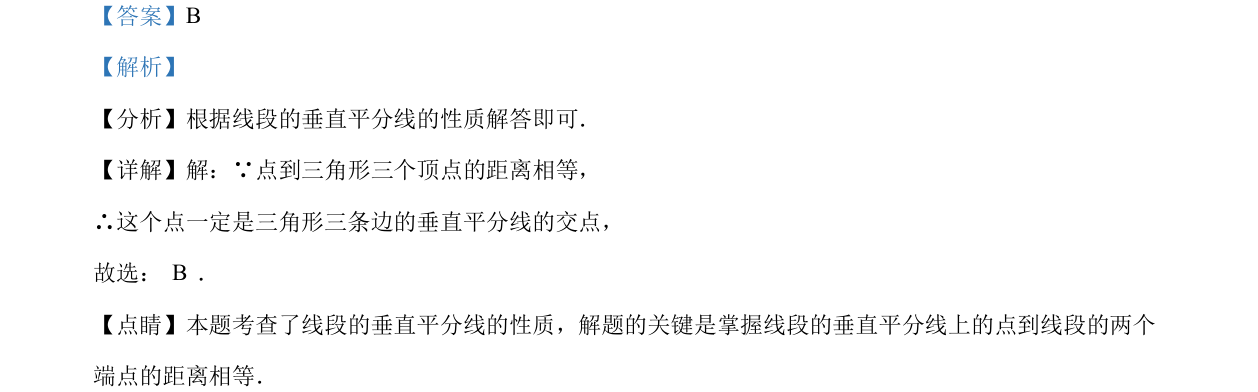 【答案】B
【解析】
【分析】根据线段的垂直平分线的性质解答即可.
【详解】解：∵点到三角形三个顶点的距离相等，
∴这个点一定是三角形三条边的垂直平分线的交点，
故选： B .
【点睛】本题考查了线段的垂直平分线的性质，解题的关键是掌握线段的垂直平分线上的点到线段的两个
端点的距离相等.